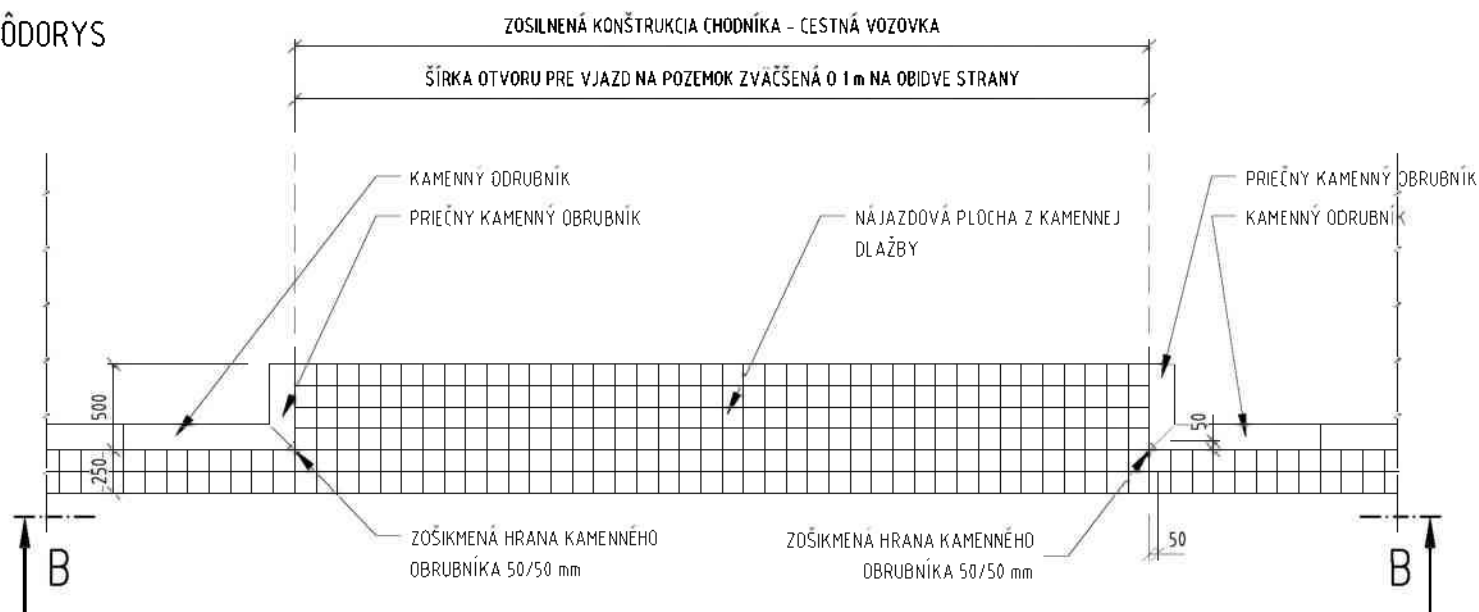 ÔDORYS
ZOSILNENÁ KONŠTRUKCIA CHODNÍKA - CESTNÁ VOZOVKA
ŠÍRKA OTVORU PRE VJAZD NA POZEMOK ZVÄČŠENÁ O 1m NA OBIDVE STRANY
KAMENNÝ ODRUBNÍK
PRIEČNY KAMENNÝ OBRUBNÍK
NÁJAZDOVÁ PLOCHA Z KAMENNEJ
DLAŽBY
PRIEČNY KAMENNÝ OBRUBNÍK
KAMENNÝ ODRUBNÍK
500
250
50
50
ZOŠIKMENÁ HRANA KAMENNÉHO
OBRUBNÍKA 50/50 mm
ZOŠIKMENÁ HRANA KAMENNÉHO
OBRUBNÍKA 50/50 mm
B
B